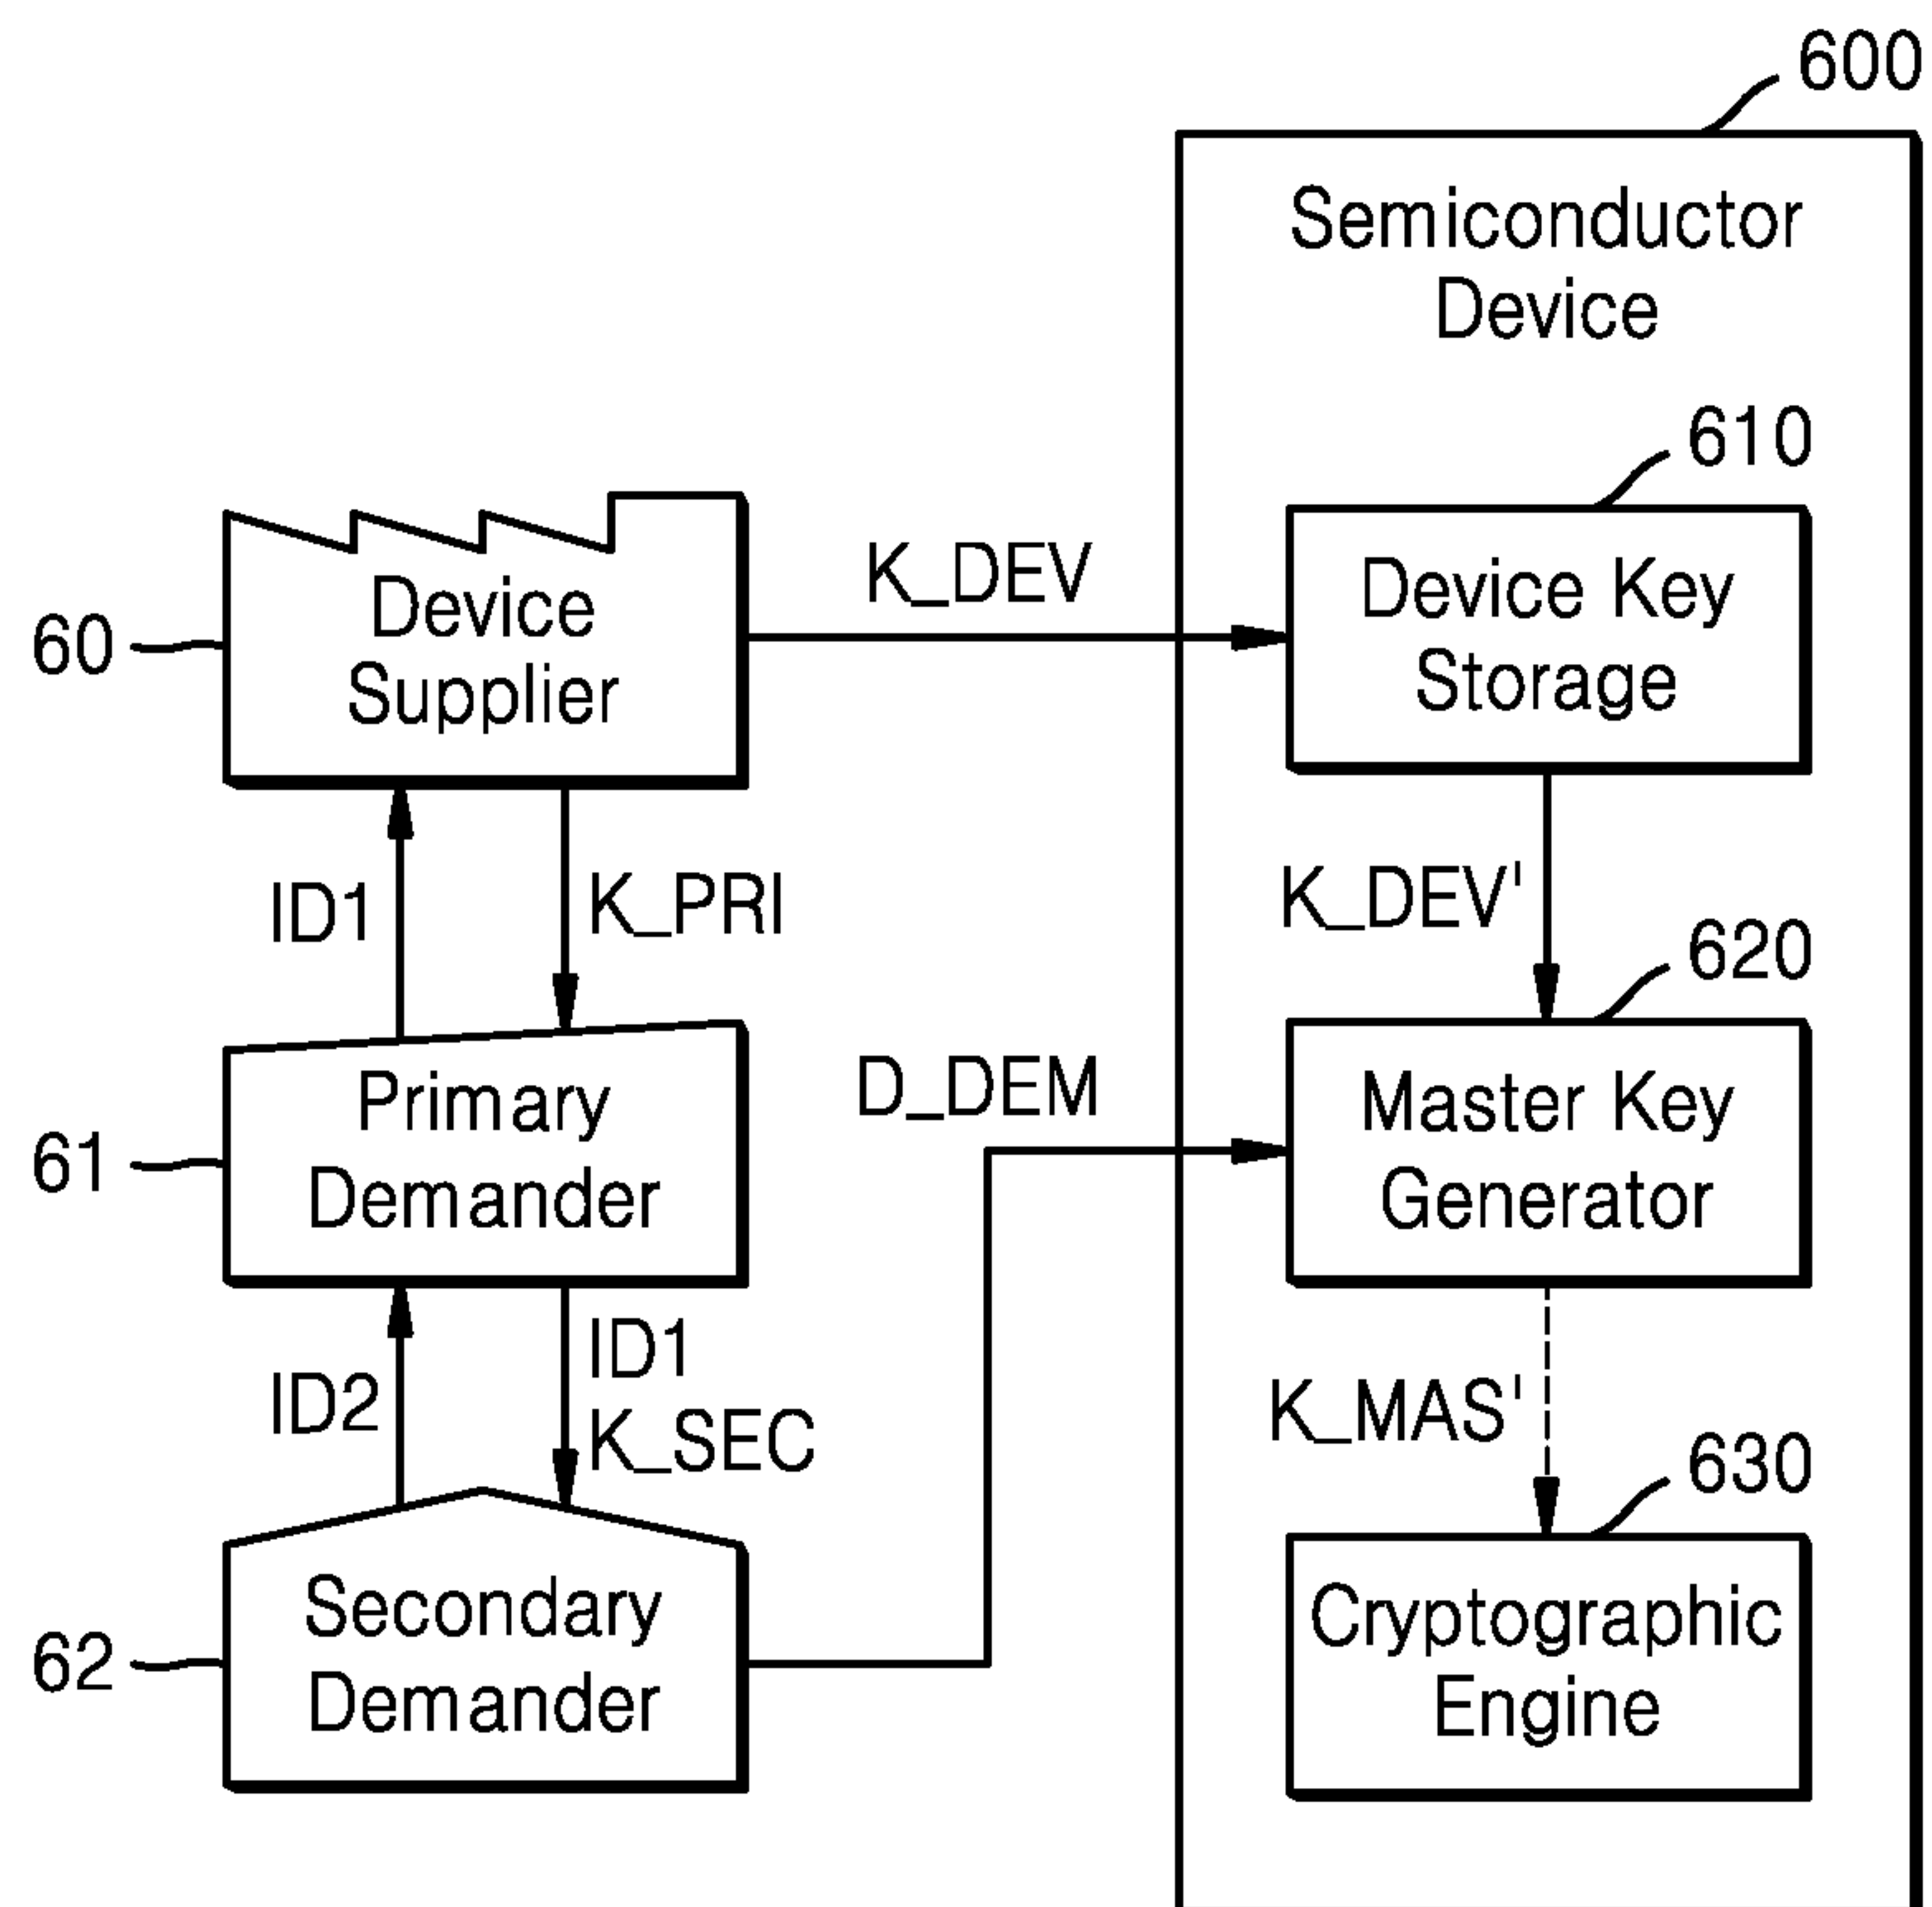 600
Semiconductor
Device
610
Device Key
Storage
K_DEV
60
Device
Supplier
ID1
K_PRI
K_DEV'
620
Master Key
Generator
D_DEM
61
Primary
Demander
ID2
ID1
K_SEC
K_MAS'
630
Cryptographic
Engine
62
Secondary
Demander